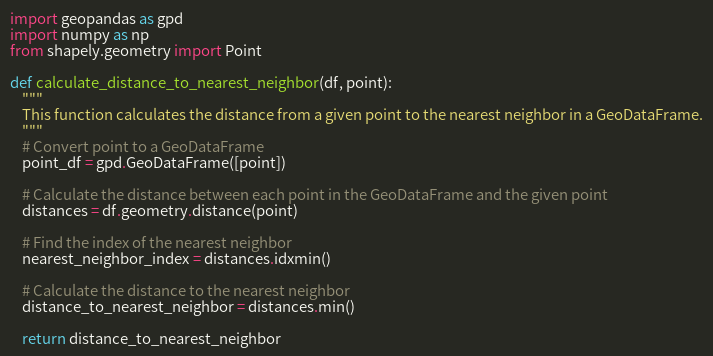 import geopandas as gpd
import numpy as np
from shapely.geometry import Point

def calculate_distance_to_nearest_neighbor(df, point):
    """
    This function calculates the distance from a given point to the nearest neighbor in a GeoDataFrame.
    """
    # Convert point to a GeoDataFrame
    point_df = gpd.GeoDataFrame([point])

    # Calculate the distance between each point in the GeoDataFrame and the given point
    distances = df.geometry.distance(point)

    # Find the index of the nearest neighbor
    nearest_neighbor_index = distances.idxmin()

    # Calculate the distance to the nearest neighbor
    distance_to_nearest_neighbor = distances.min()

    return distance_to_nearest_neighbor